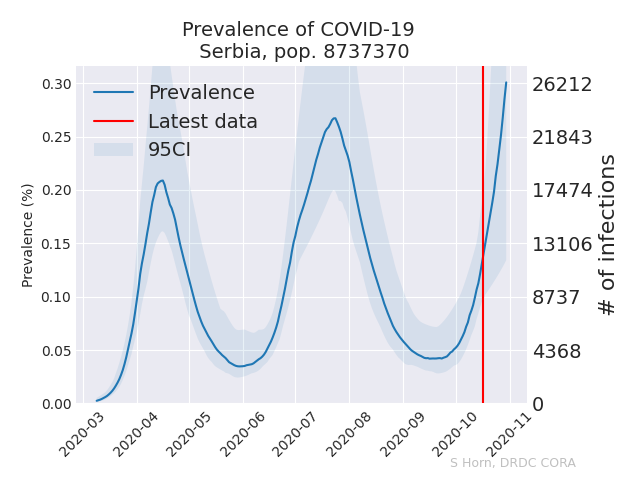 Prevalence of COVID-19
Serbia, pop. 8737370
Prevalence
Latest data
95CI
Prevalence (%)
0.30
0.25
0.20
0.15
0.10
0.05
0.00
26212
21843
17474
13106
8737
4368
0
# of infections
2020-03
2020-04
2020-05
2020-06
2020-07
2020-08
2020-09
2020-10
2020-11
S Horn, DRDC CORA